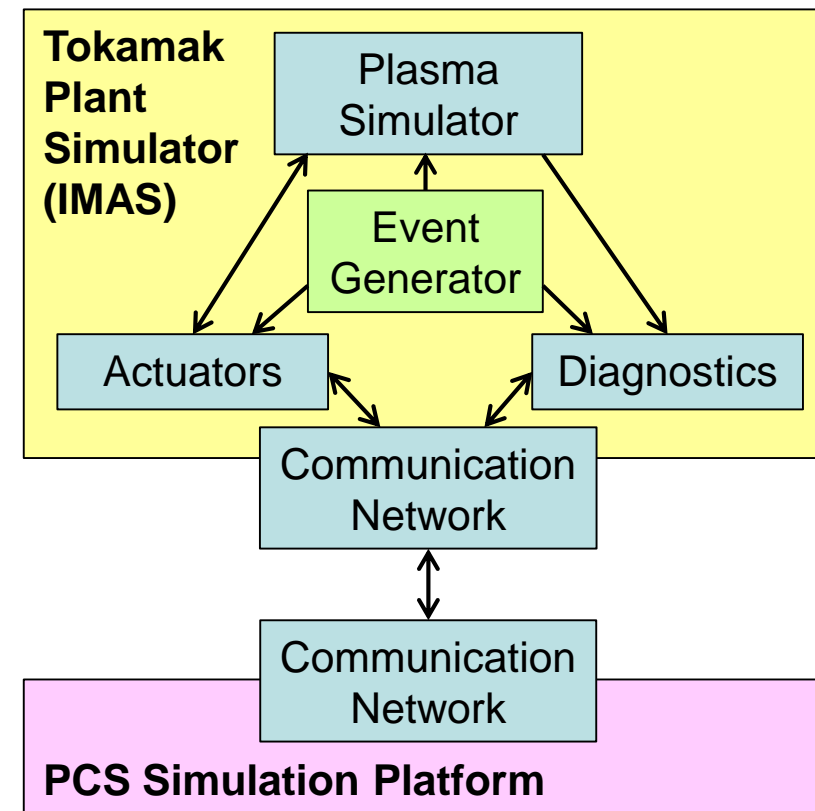 Tokamak
Plant
Simulator
(IMAS)
Plasma
Simulator
Event
Generator
Actuators
Diagnostics
Communication
Network
Communication
Network
PCS Simulation Platform